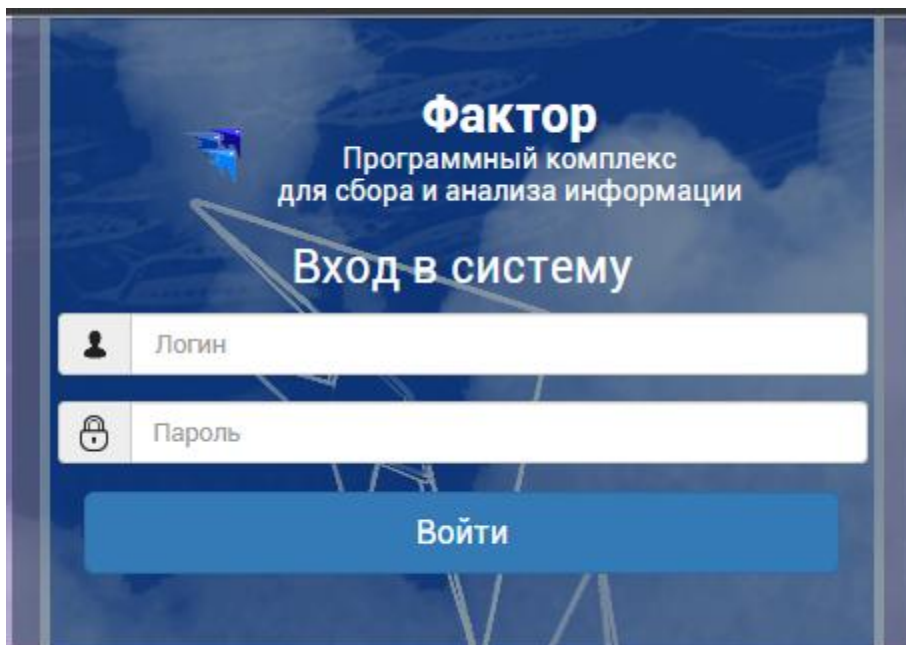 Фактор
Программный комплекс
для сбора и анализа информации
Вход в систему
Логин
Пароль
Войти